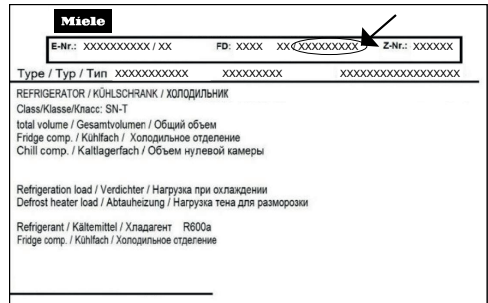 Miele
E-Nr.: XXXXXXXXXX / XX FD: XXXX XX XXXXXXXXX Z-Nr.: XXXXXX
Type / Typ / Тип XXXXXXXXXXX XXXXXXXXX XXXXXXXXXXXXXXXXXX
REFRIGERATOR / KÜHLSCHRANK / ХОЛОДИЛЬНИК
Class/Klasse/Класс: SN-T
total volume / Gesamtvolumen / Общий объем
Fridge comp. / Kühlfach / Холодильное отделение
Chill comp. / Kaltlagerfach / Объем нулевой камеры
Refrigeration load / Verdichter / Нагрузка при охлаждении
Defrost heater load / Abtauheizung / Нагрузка тена для разморозки
Refrigerant / Kältemittel / Хладагент R600a
Fridge comp. / Kühlfach / Холодильное отделение